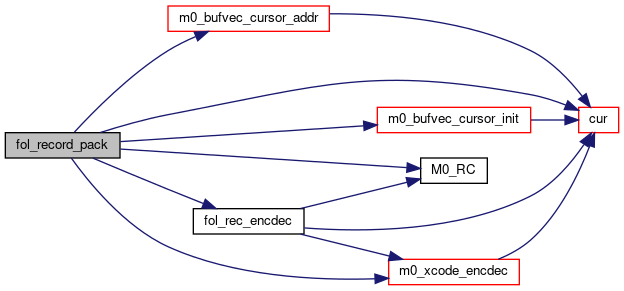 m0_bufvec_cursor_addr
m0_bufvec_cursor_init
cur
fol_record_pack
M0_RC
fol_rec_encdec
m0_xcode_encdec